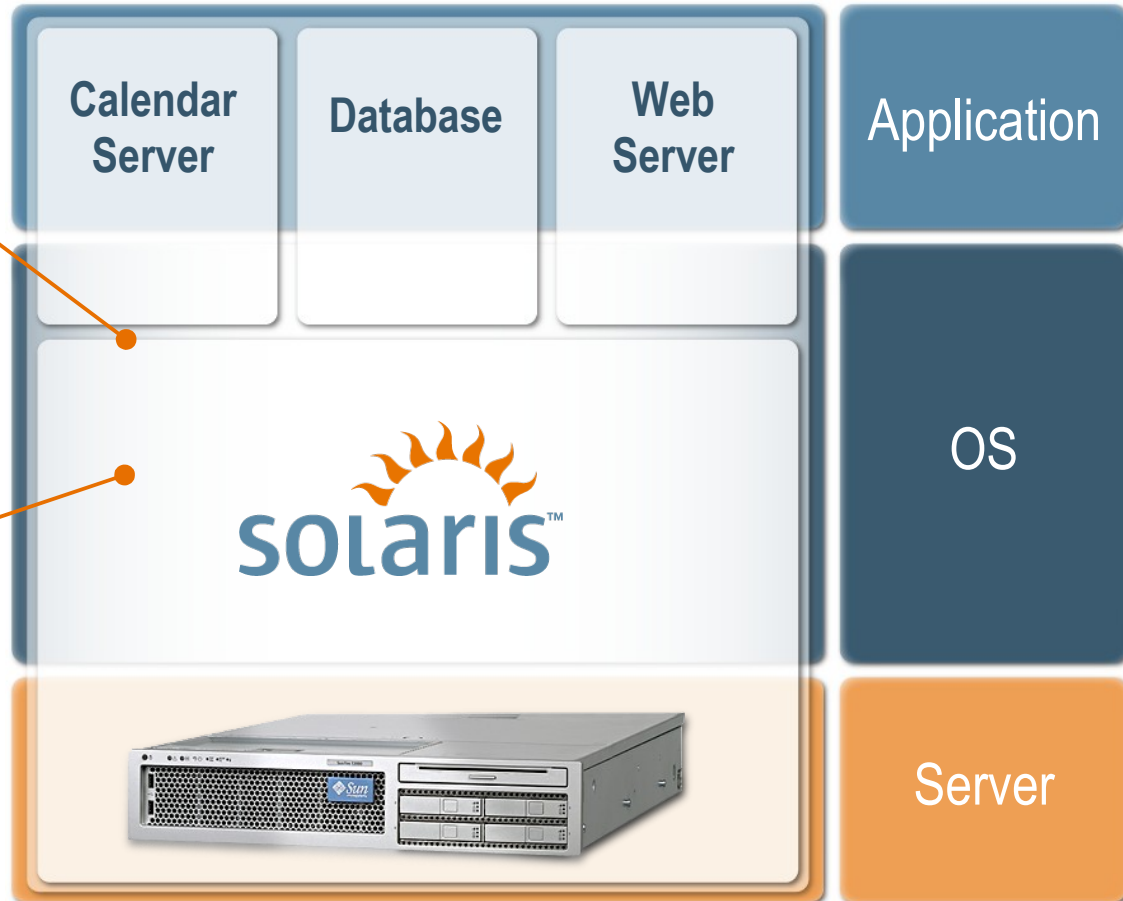 Calendar
Server
Database
Web
Server
Application
solaris™
OS
Sun
Server